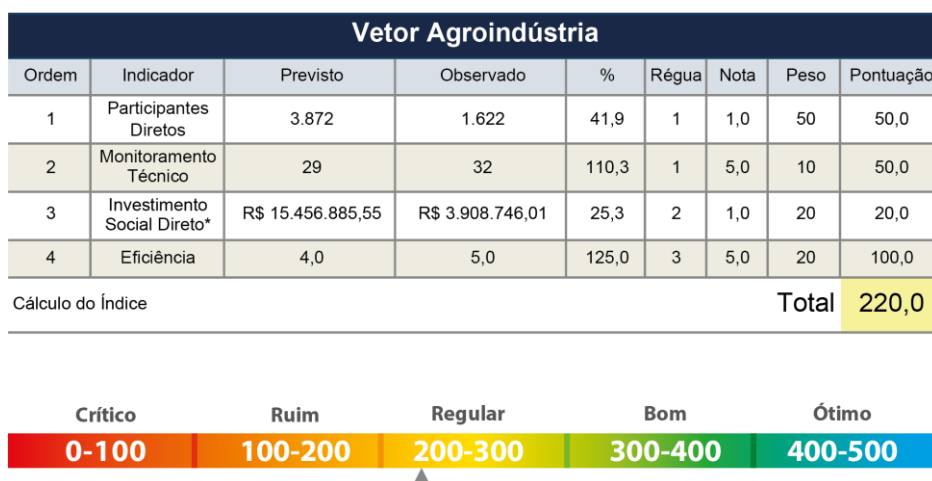 Vetor Agroindústria
Ordem Indicador Previsto Observado % Régua Nota Peso Pontuação
1 Participantes Diretos 3.872 1.622 41,9 1 1,0 50 50,0
2 Monitoramento Técnico 29 32 110,3 1 5,0 10 50,0
3 Investimento Social Direto* R$ 15.456.885,55 R$ 3.908.746,01 25,3 2 1,0 20 20,0
4 Eficiência 4,0 5,0 125,0 3 5,0 20 100,0
Cálculo do Índice Total 220,0
Crítico Ruim Regular Bom Ótimo
0-100 100-200 200-300 300-400 400-500